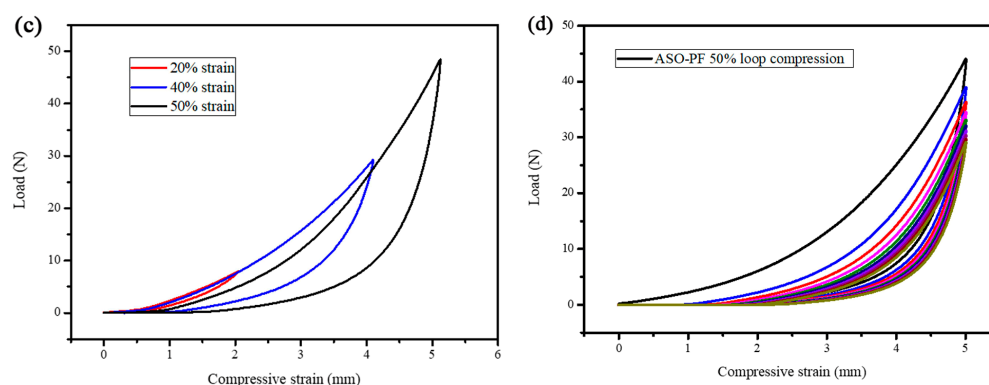 (c)
50
40
30
20
10
0
Load (N)
20% strain
40% strain
50% strain
0 1 2 3 4 5 6
Compressive strain (mm)
(d)
50
40
30
20
10
0
Load (N)
ASO-PF 50% loop compression
0 1 2 3 4 5
Compressive strain (mm)